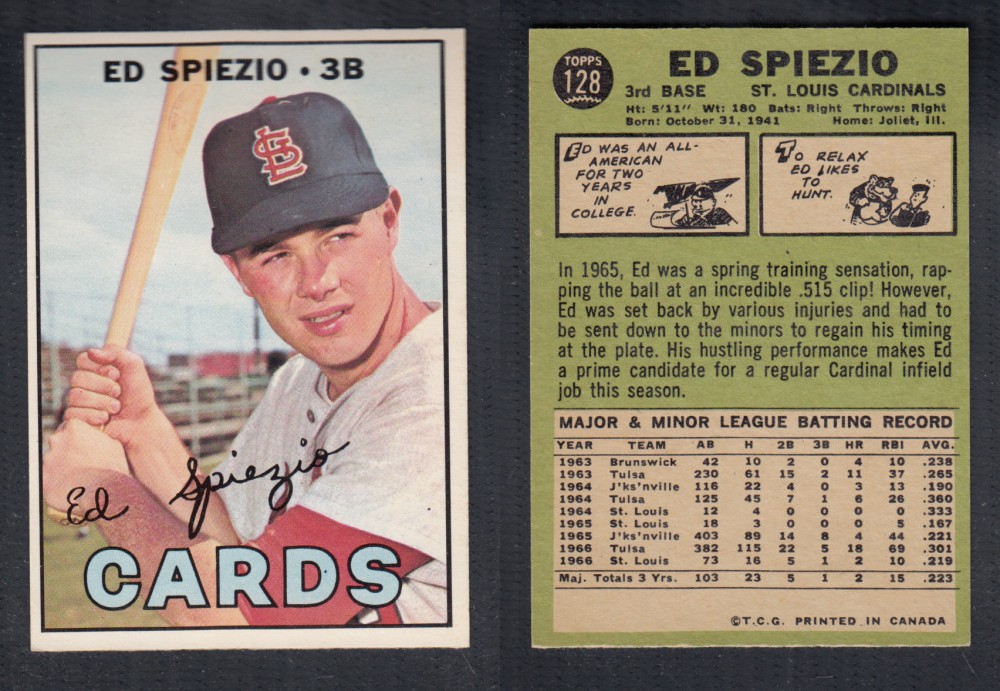 ED SPIEZIO • 3B
StL
Ed Spiezio
CARDS
TOPPS
128
ED SPIEZIO
3rd BASE ST. LOUIS CARDINALS
Ht: 5'11" Wt: 180 Bats: Right Throws: Right
Born: October 31, 1941 Home: Joliet, Ill.
ED WAS AN ALL-
AMERICAN
FOR TWO
YEARS
IN
COLLEGE.
TO RELAX
ED LIKES
TO
HUNT.
In 1965, Ed was a spring training sensation, rap-
ping the ball at an incredible .515 clip! However,
Ed was set back by various injuries and had to
be sent down to the minors to regain his timing
at the plate. His hustling performance makes Ed
a prime candidate for a regular Cardinal infield
job this season.
MAJOR & MINOR LEAGUE BATTING RECORD
YEAR TEAM AB H 2B 3B HR RBI AVG.
1963 Brunswick 42 10 2 0 4 10 .238
1963 Tulsa 230 61 15 2 11 37 .265
1964 J'ks'nville 116 22 4 0 3 13 .190
1964 Tulsa 125 45 7 1 6 26 .360
1964 St. Louis 12 4 0 0 0 0 .333
1965 St. Louis 18 3 0 0 0 5 .167
1965 J'ks'nville 403 89 14 8 4 44 .221
1966 Tulsa 382 115 22 5 18 69 .301
1966 St. Louis 73 16 5 1 2 10 .219
Maj. Totals 3 Yrs. 103 23 5 1 2 15 .223
©T.C.G. PRINTED IN CANADA